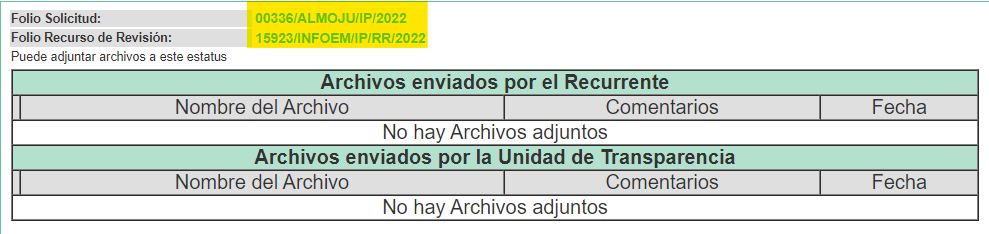 Folio Solicitud: 00336/ALMOJU/IP/2022
Folio Recurso de Revisión: 15923/INFOEM/IP/RR/2022
Puede adjuntar archivos a este estatus
Archivos enviados por el Recurrente
Nombre del Archivo Comentarios Fecha
No hay Archivos adjuntos
Archivos enviados por la Unidad de Transparencia
Nombre del Archivo Comentarios Fecha
No hay Archivos adjuntos